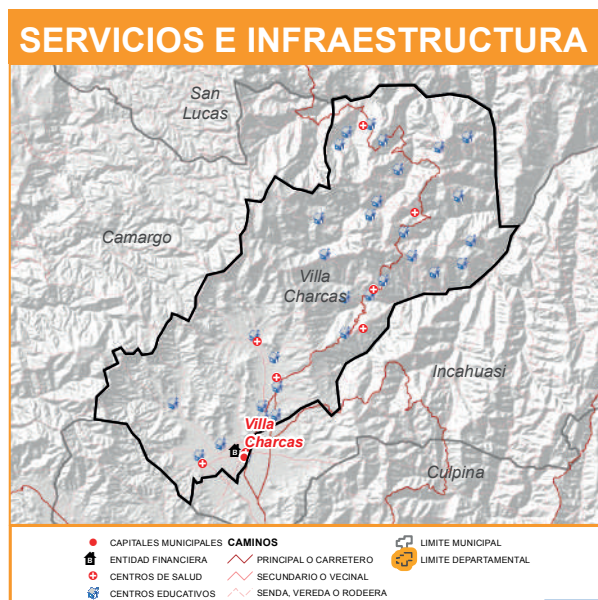 SERVICIOS E INFRAESTRUCTURA
San
Lucas
Camargo
Villa
Charcas
Incahuasi
Villa
Charcas
B
Culpina
CAPITALES MUNICIPALES
B ENTIDAD FINANCIERA
CENTROS DE SALUD
CENTROS EDUCATIVOS
CAMINOS
PRINCIPAL O CARRETERO
SECUNDARIO O VECINAL
SENDA, VEREDA O RODEERA
LIMITE MUNICIPAL
LIMITE DEPARTAMENTAL